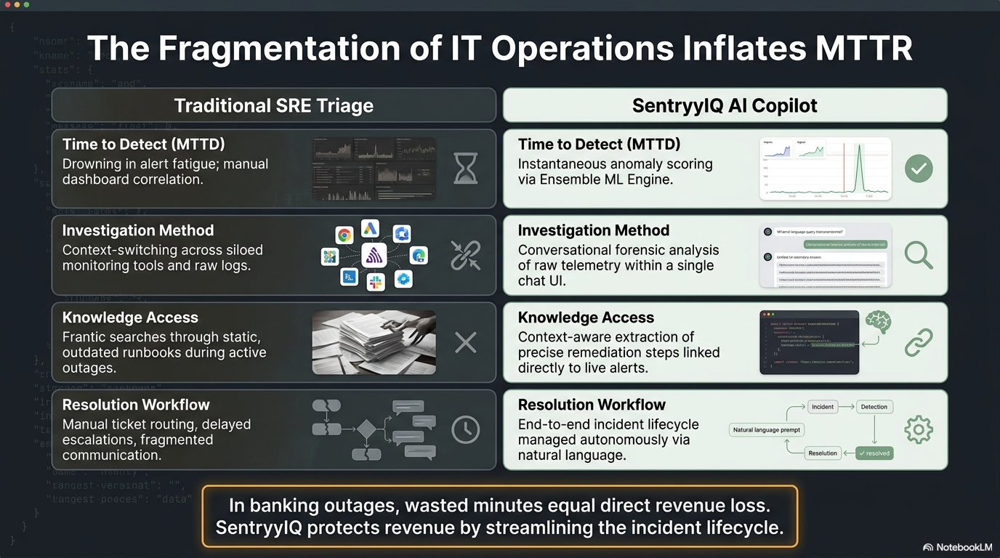 The Fragmentation of IT Operations Inflates MTTR
Traditional SRE Triage
Time to Detect (MTTD)
Drowning in alert fatigue; manual
dashboard correlation.
Investigation Method
Context-switching across siloed
monitoring tools and raw logs.
Knowledge Access
Frantic searches through static,
outdated runbooks during active
outages.
Resolution Workflow
Manual ticket routing, delayed
escalations, fragmented
communication.
SentryyIQ AI Copilot
Time to Detect (MTTD)
Instantaneous anomaly scoring
via Ensemble ML Engine.
Investigation Method
Conversational forensic analysis
of raw telemetry within a single
chat UI.
Knowledge Access
Context-aware extraction of
precise remediation steps linked
directly to live alerts.
Resolution Workflow
End-to-end incident lifecycle
managed autonomously via
natural language.
Incident
Detection
Natural language prompt
Reselution
✓ resolved
In banking outages, wasted minutes equal direct revenue loss.
SentryyIQ protects revenue by streamlining the incident lifecycle.
NotebookLM